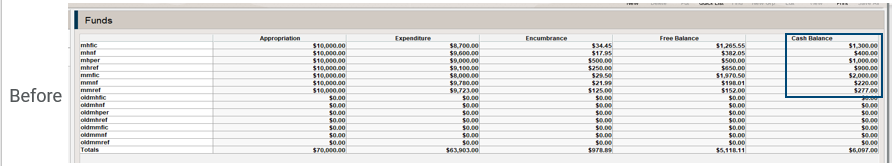 Funds
Appropriation Expenditure Encumbrance Free Balance Cash Balance
mhfic $10,000.00 $8,700.00 $34.45 $1,265.55 $1,300.00
mhnf $10,000.00 $9,600.00 $17.95 $382.05 $400.00
mhper $10,000.00 $9,000.00 $500.00 $500.00 $1,000.00
mhref $10,000.00 $9,100.00 $250.00 $650.00 $900.00
mmfic $10,000.00 $8,000.00 $29.50 $1,970.50 $2,000.00
mmnf $10,000.00 $9,780.00 $21.99 $198.01 $220.00
Before
mmref $10,000.00 $9,723.00 $125.00 $152.00 $277.00
oldmhfic $0.00 $0.00 $0.00 $0.00 $0.00
oldmhnf $0.00 $0.00 $0.00 $0.00 $0.00
oldmhper $0.00 $0.00 $0.00 $0.00 $0.00
oldmhref $0.00 $0.00 $0.00 $0.00 $0.00
oldmmfic $0.00 $0.00 $0.00 $0.00 $0.00
oldmmnf $0.00 $0.00 $0.00 $0.00 $0.00
oldmmref $0.00 $0.00 $0.00 $0.00 $0.00
Totals $70,000.00 $63,903.00 $978.89 $5,118.11 $6,097.00